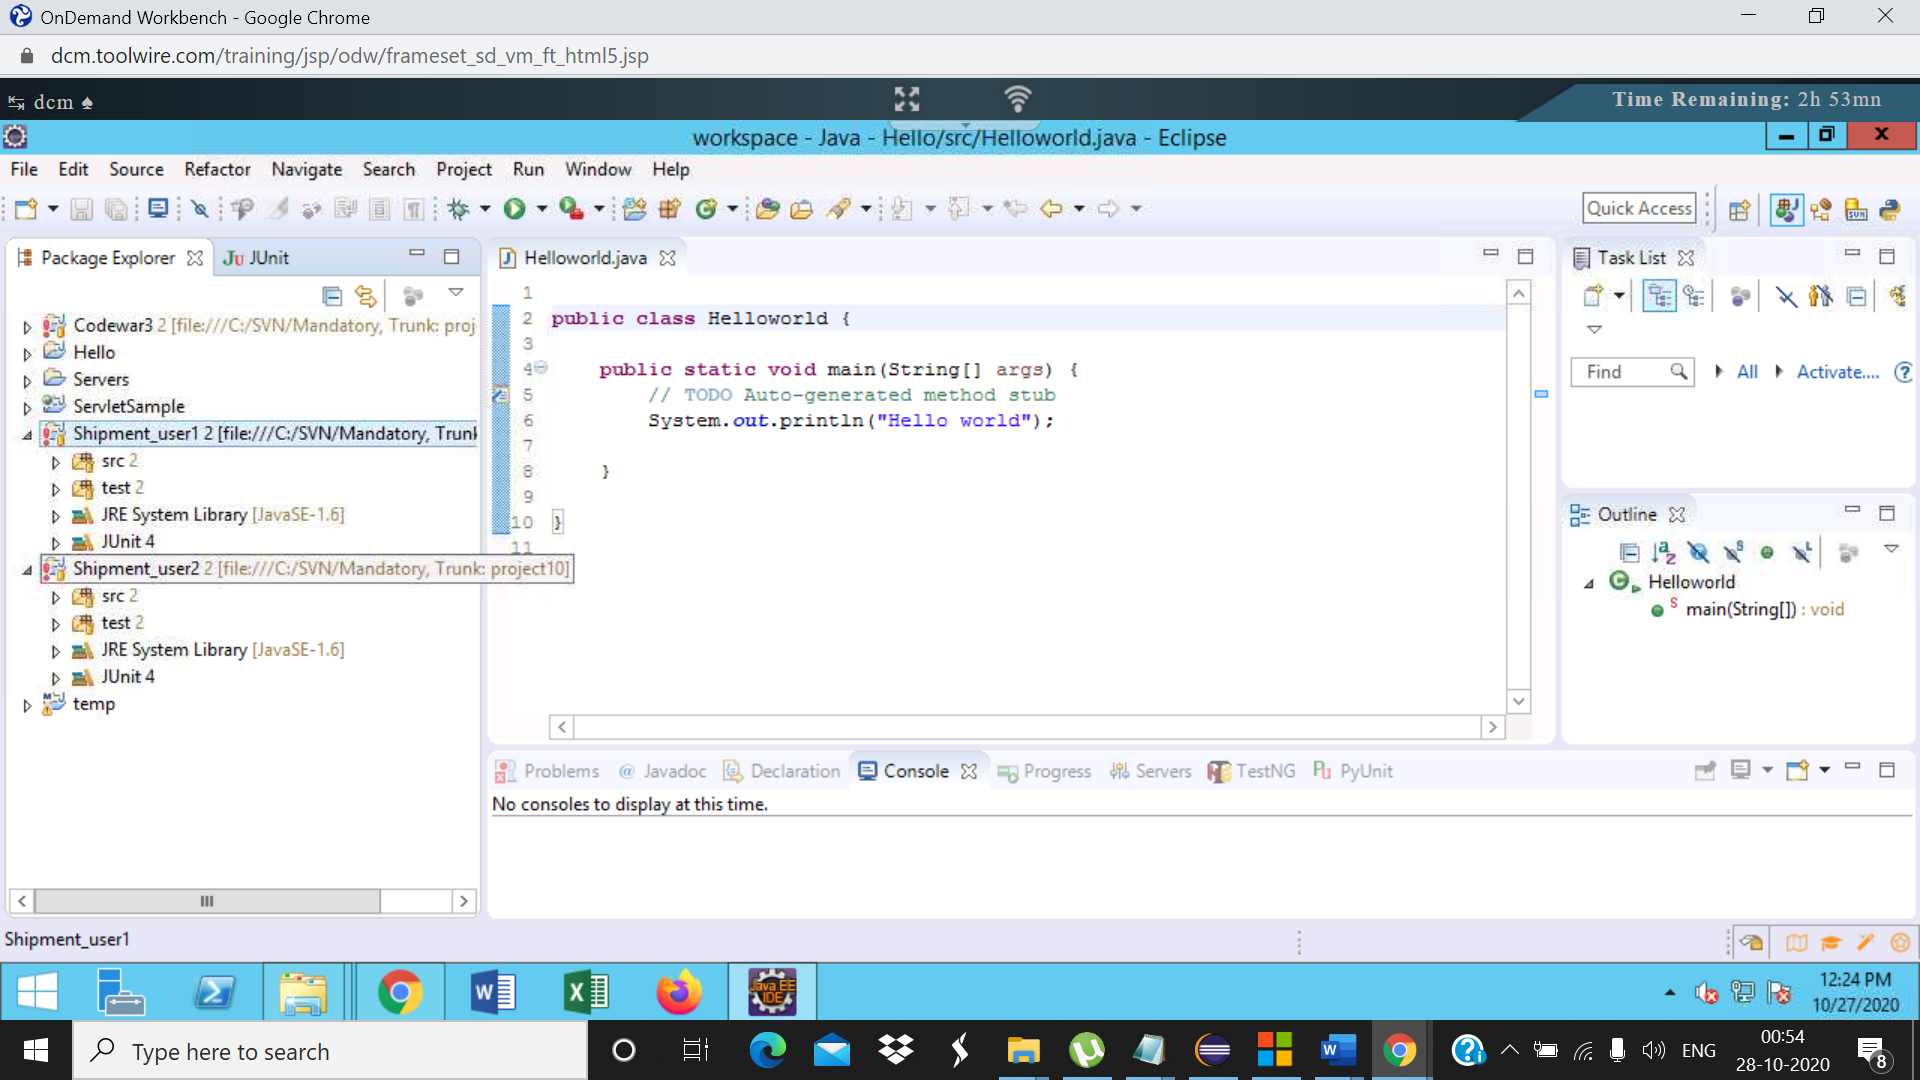 OnDemand Workbench - Google Chrome
dcm.toolwire.com/training/jsp/odw/frameset_sd_vm_ft_html5.jsp
dcm
Time Remaining: 2h 53mn
workspace - Java - Hello/src/Helloworld.java - Eclipse
File Edit Source Refactor Navigate Search Project Run Window Help
Quick Access
Package Explorer
JUnit
Codewar3 2 [file:///C:/SVN/Mandatory, Trunk: proj
Hello
Servers
ServletSample
Shipment_user1 2 [file:///C:/SVN/Mandatory, Trunk
src 2
test 2
JRE System Library [JavaSE-1.6]
JUnit 4
Shipment_user2 2 [file:///C:/SVN/Mandatory, Trunk: project10]
src 2
test 2
JRE System Library [JavaSE-1.6]
JUnit 4
temp
Helloworld.java
1
2 public class Helloworld {
3
4 public static void main(String[] args) {
5 // TODO Auto-generated method stub
6 System.out.println("Hello world");
7
8 }
9
10 }
11
Task List
Find All Activate....
Outline
Helloworld
main(String[]) : void
Problems @ Javadoc Declaration Console Progress Servers TestNG PyUnit
No consoles to display at this time.
Shipment_user1
12:24 PM
10/27/2020
Type here to search
ENG
00:54
28-10-2020
8